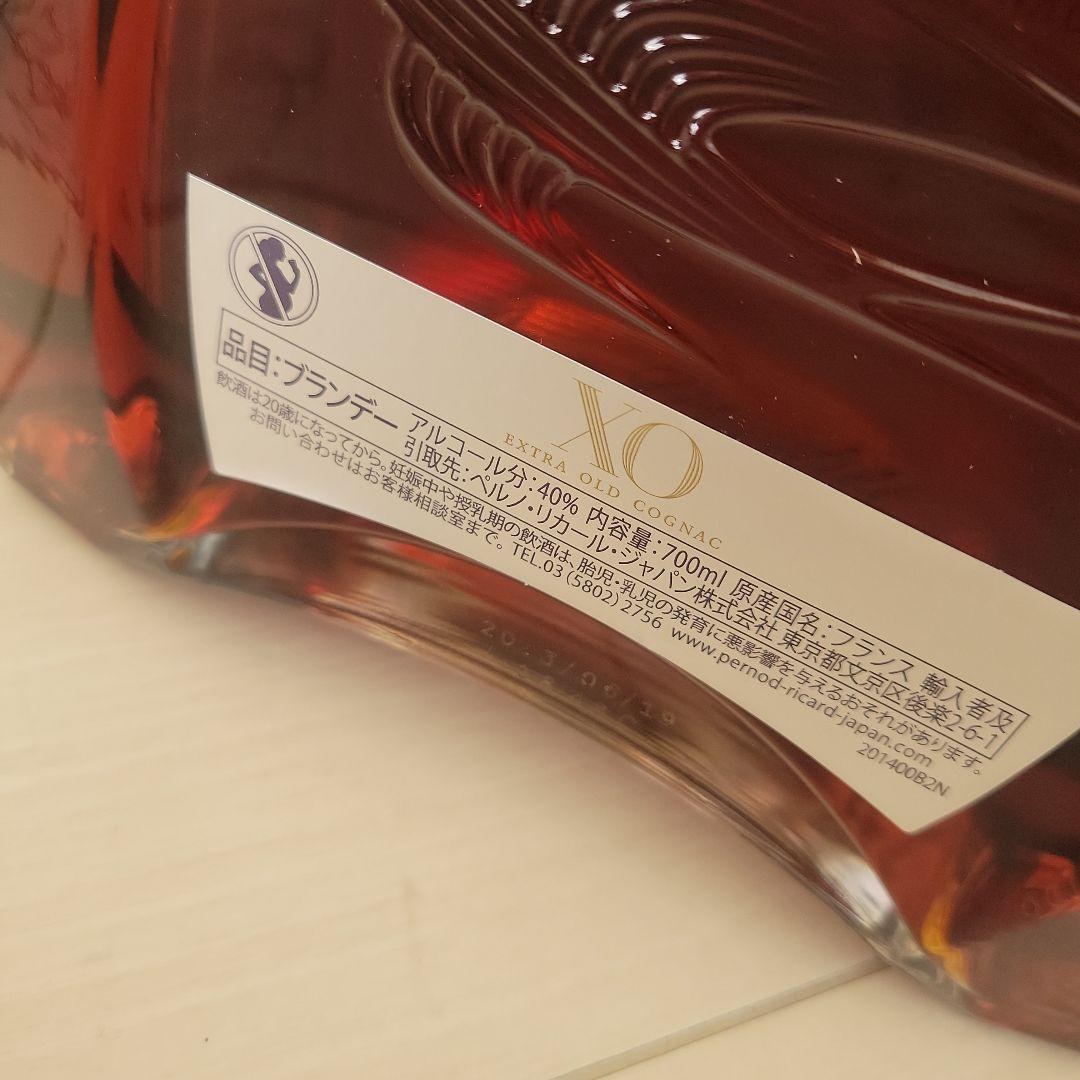 XO
EXTRA OLD COGNAC
品目：ブランデー アルコール分：40% 内容量：700ml 原産国名：フランス 輸入者及
引取先：ペルノ・リカール・ジャパン株式会社 東京都文京区後楽2-6-1
飲酒は20歳になってから。妊娠中や授乳期の飲酒は、胎児・乳児の発育に悪影響を与えるおそれがあります。
お問い合わせはお客様相談室まで。 TEL.03 (5802) 2756 www.pernod-ricard-japan.com
201400B2N